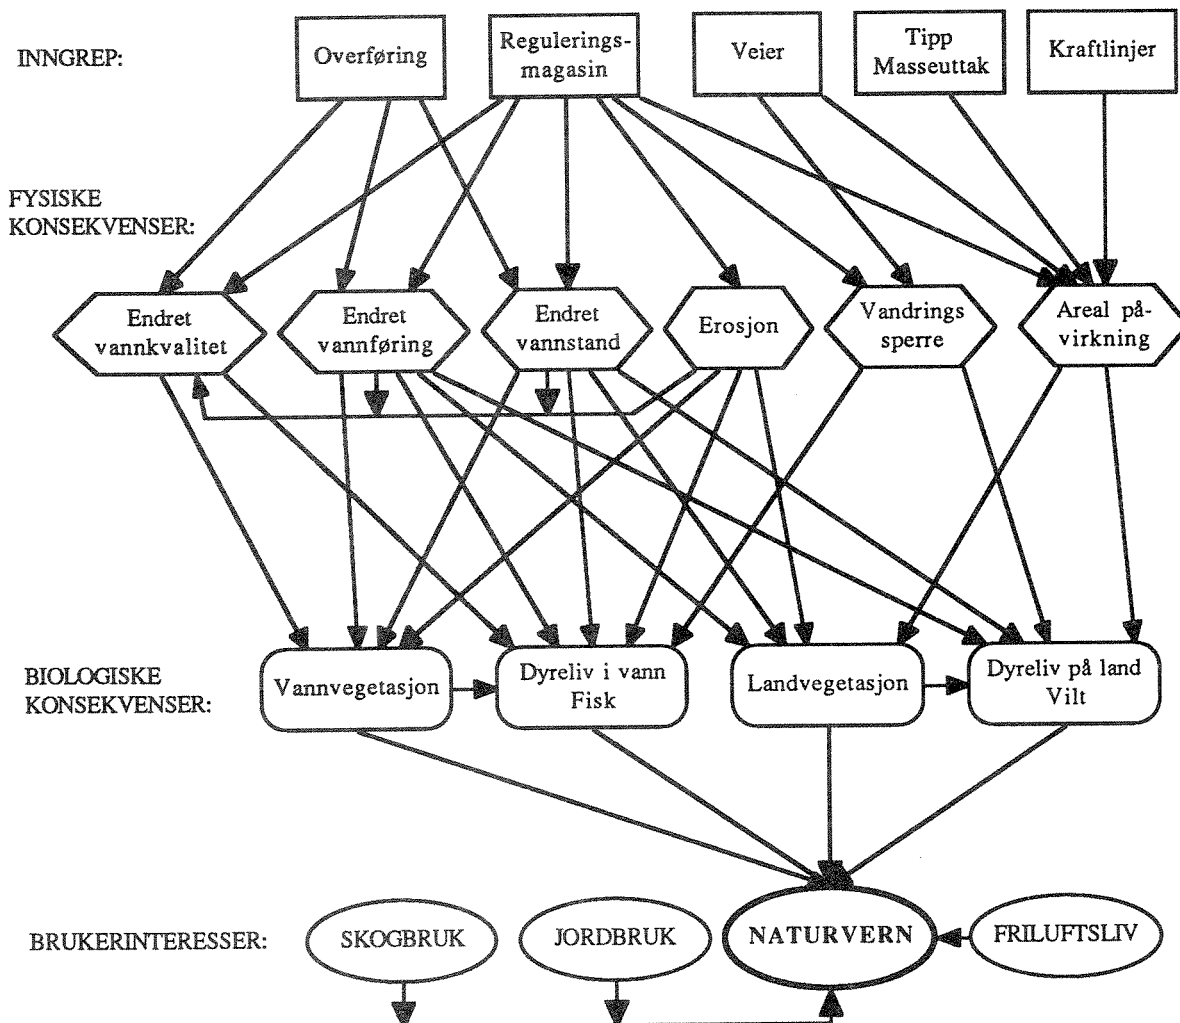 INNGREP:
Overføring
Regulerings-
magasin
Veier
Tipp
Masseuttak
Kraftlinjer
FYSISKE
KONSEKVENSER:
Endret
vannkvalitet
Endret
vannføring
Endret
vannstand
Erosjon
Vandrings
sperre
Areal på-
virkning
BIOLOGISKE
KONSEKVENSER:
Vannvegetasjon
Dyreliv i vann
Fisk
Landvegetasjon
Dyreliv på land
Vilt
BRUKERINTERESSER:
SKOGBRUK
JORDBRUK
NATURVERN
FRILUFTSLIV